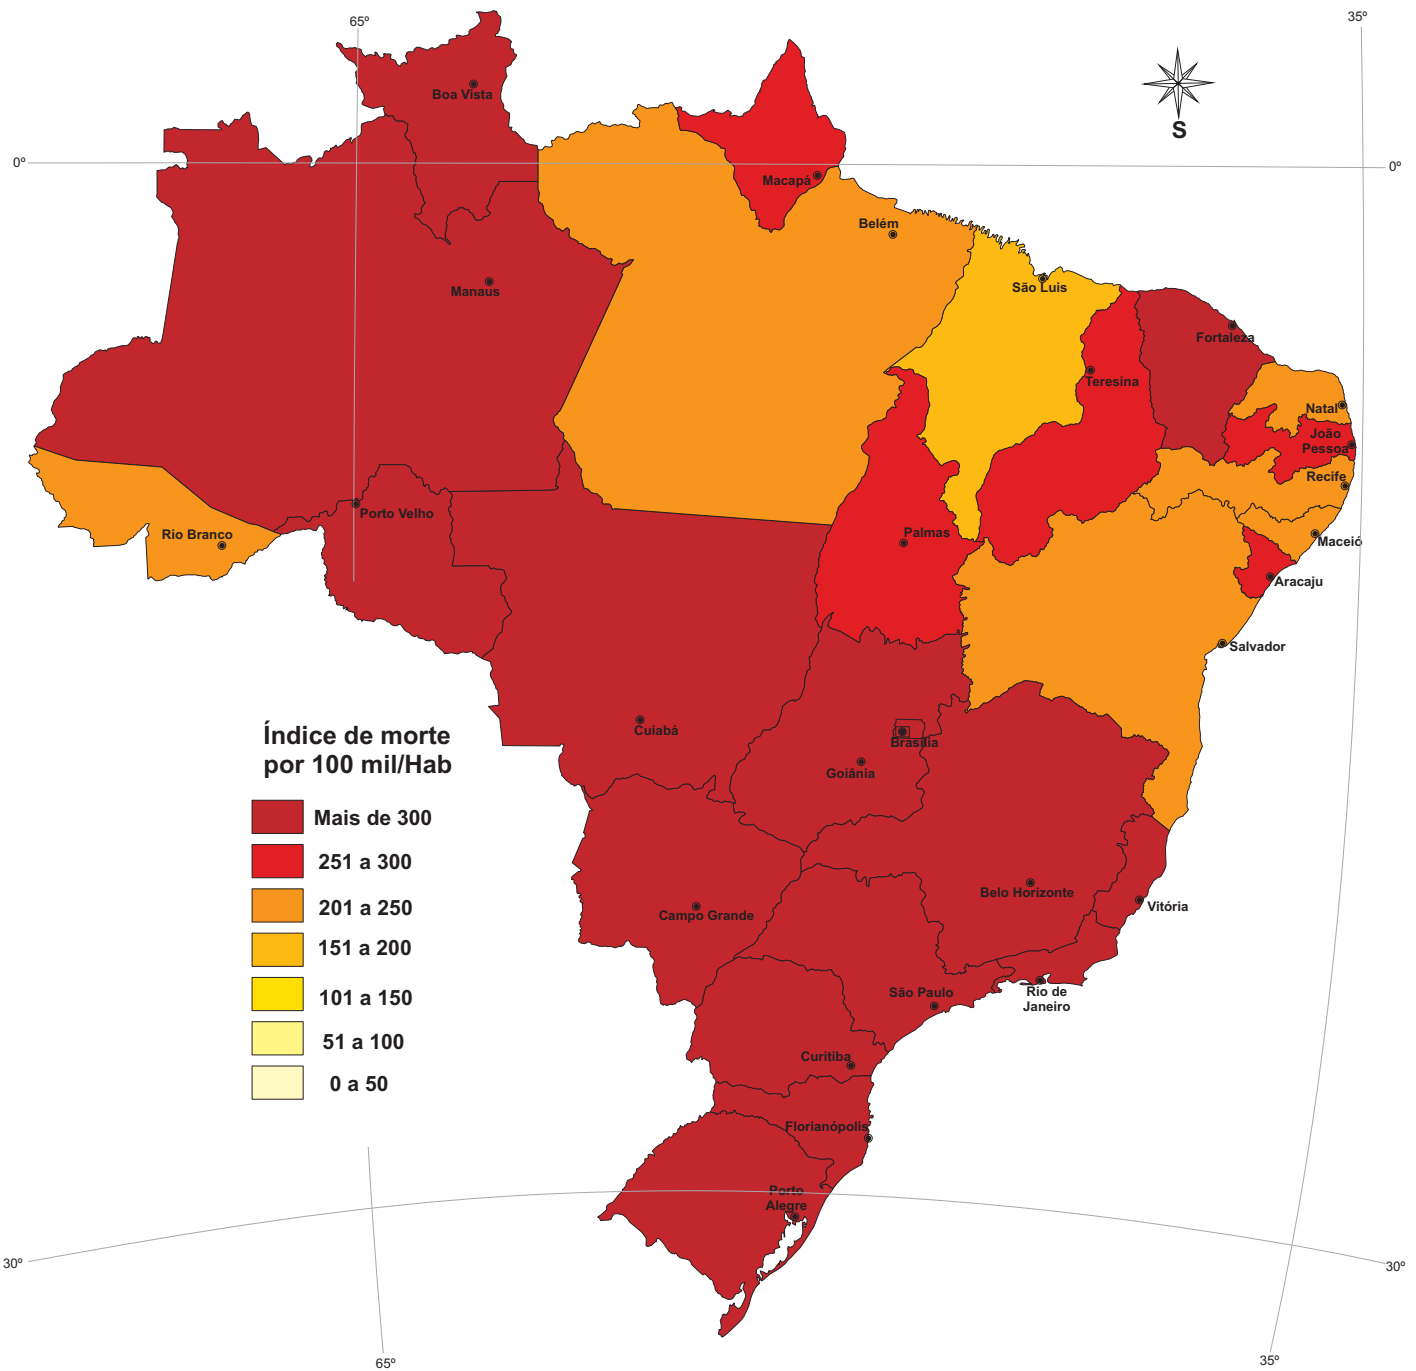 65º
35º
Boa Vista
S
0º
0º
Macapá
Belém
São Luis
Manaus
Fortaleza
Teresina
Natal
João
Pessoa
Recife
Porto Velho
Rio Branco
Palmas
Maceió
Aracaju
Salvador
Cuiabá
Brasília
Goiânia
Índice de morte
por 100 mil/Hab
Mais de 300
251 a 300
201 a 250
151 a 200
101 a 150
51 a 100
0 a 50
Belo Horizonte
Vitória
Campo Grande
São Paulo
Rio de
Janeiro
Curitiba
Florianópolis
Porto
Alegre
30º
30º
65º
35º